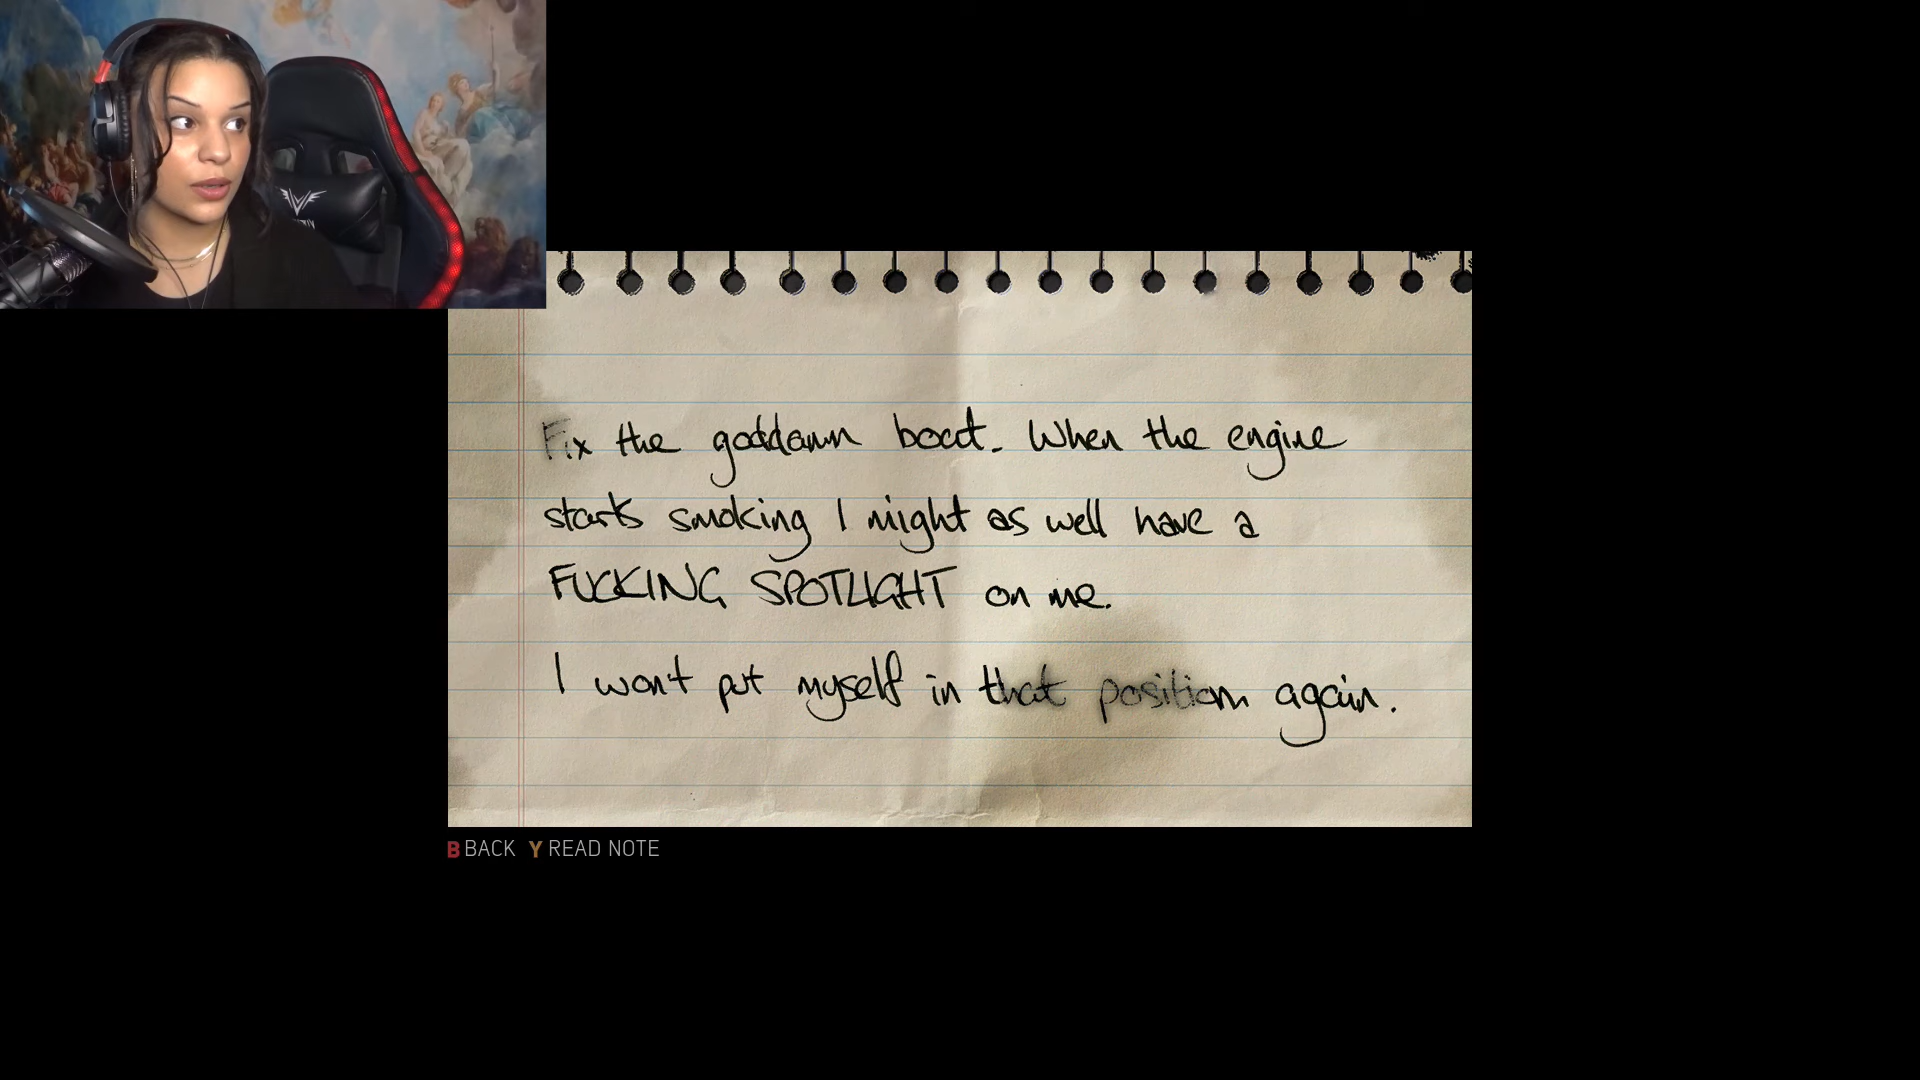 Fix the goddamn boat. When the engine
starts smoking I might as well have a
FUCKING SPOTLIGHT on me.
I won't put myself in that position again.
B BACK Y READ NOTE